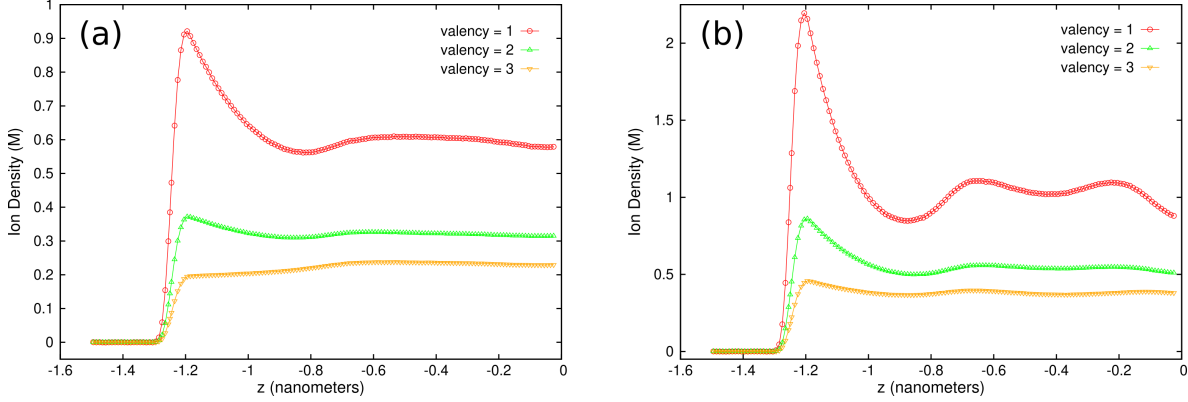 (a)
valency = 1
valency = 2
valency = 3
Ion Density (M)
1
0.9
0.8
0.7
0.6
0.5
0.4
0.3
0.2
0.1
0
-1.6 -1.4 -1.2 -1 -0.8 -0.6 -0.4 -0.2 0
z (nanometers)
(b)
valency = 1
valency = 2
valency = 3
Ion Density (M)
2
1.5
1
0.5
0
-1.6 -1.4 -1.2 -1 -0.8 -0.6 -0.4 -0.2 0
z (nanometers)